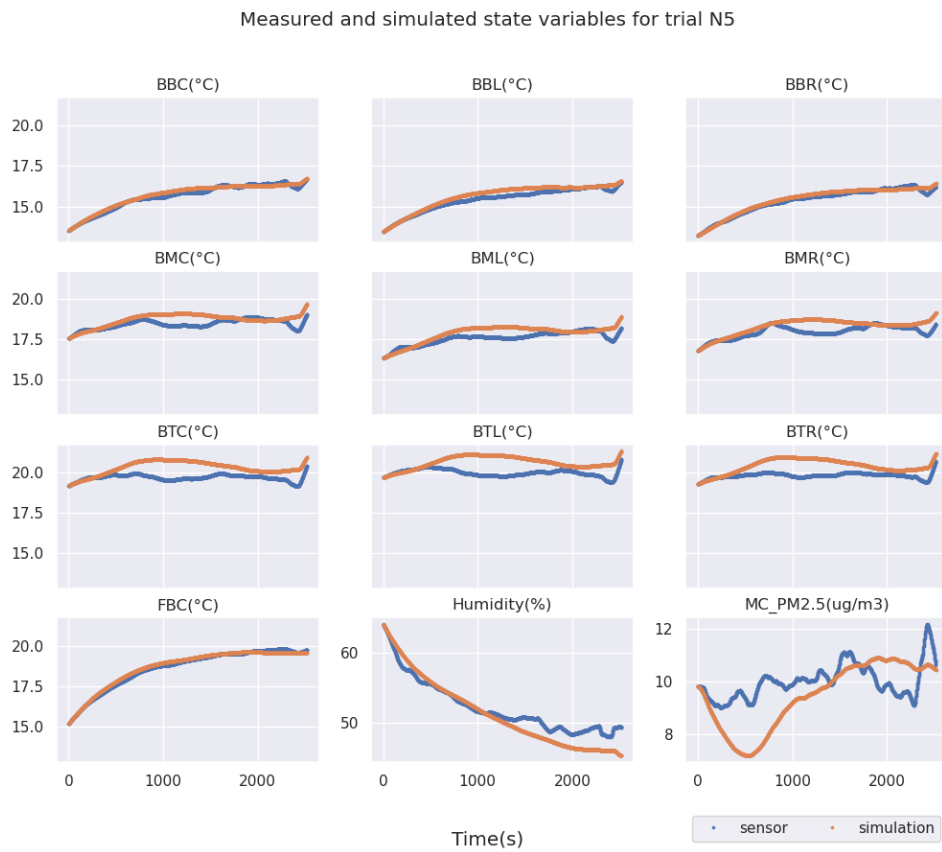 Measured and simulated state variables for trial N5
BBC(°C) BBL(°C) BBR(°C)
20.0
17.5
15.0
BMC(°C) BML(°C) BMR(°C)
20.0
17.5
15.0
BTC(°C) BTL(°C) BTR(°C)
20.0
17.5
15.0
FBC(°C) Humidity(%) MC_PM2.5(ug/m3)
20.0
17.5
15.0
60
50
12
10
8
0 1000 2000 0 1000 2000 0 1000 2000
Time(s)
sensor simulation